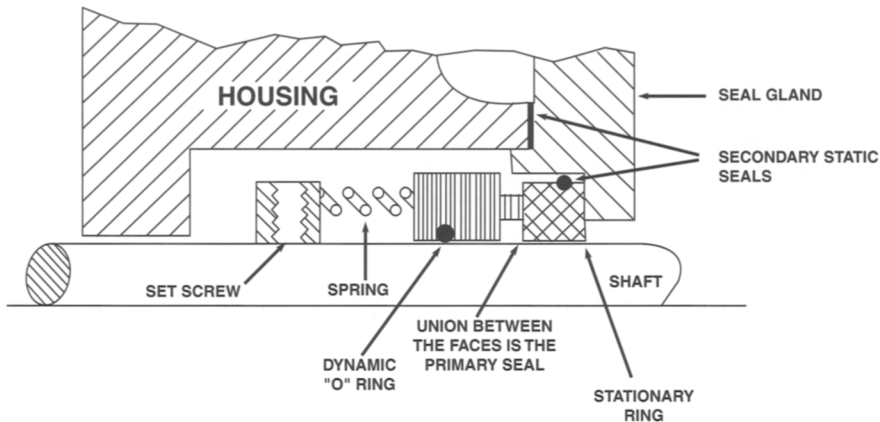 HOUSING
SEAL GLAND
SECONDARY STATIC
SEALS
SET SCREW
SPRING
SHAFT
UNION BETWEEN
THE FACES IS THE
PRIMARY SEAL
DYNAMIC
"O" RING
STATIONARY
RING